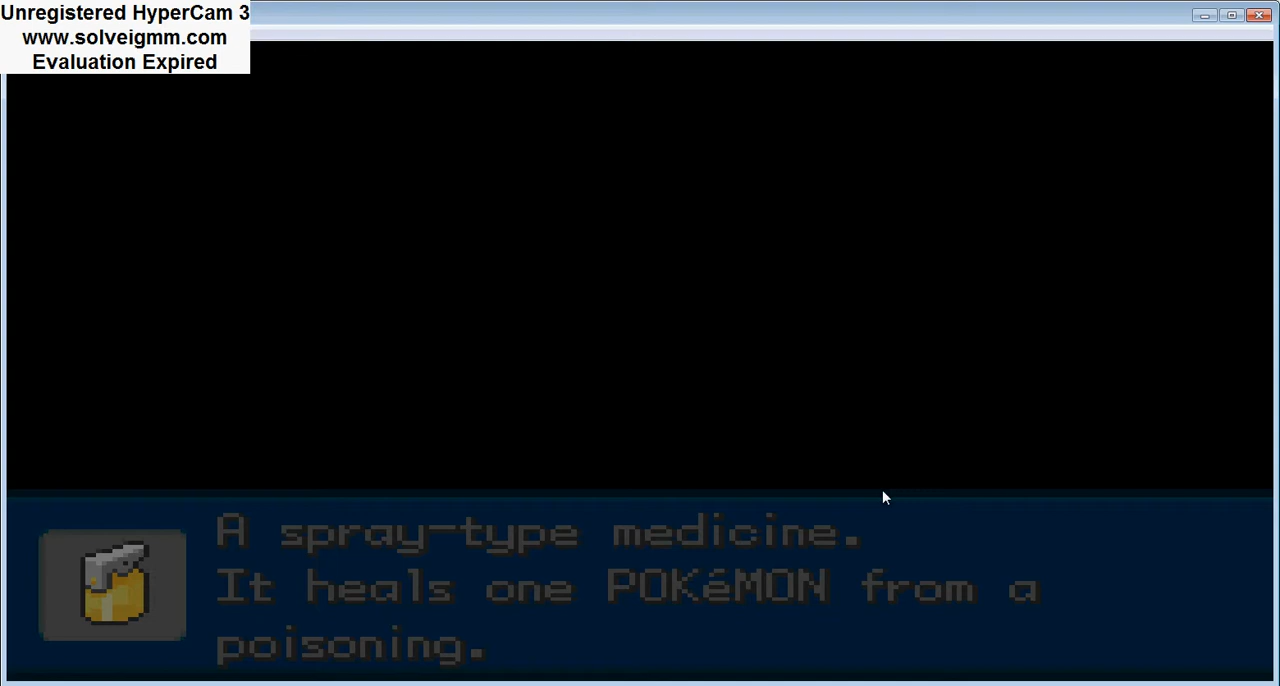 Unregistered HyperCam 3
www.solveigmm.com
Evaluation Expired
A spray-type medicine.
It heals one POKéMON from a
poisoning.